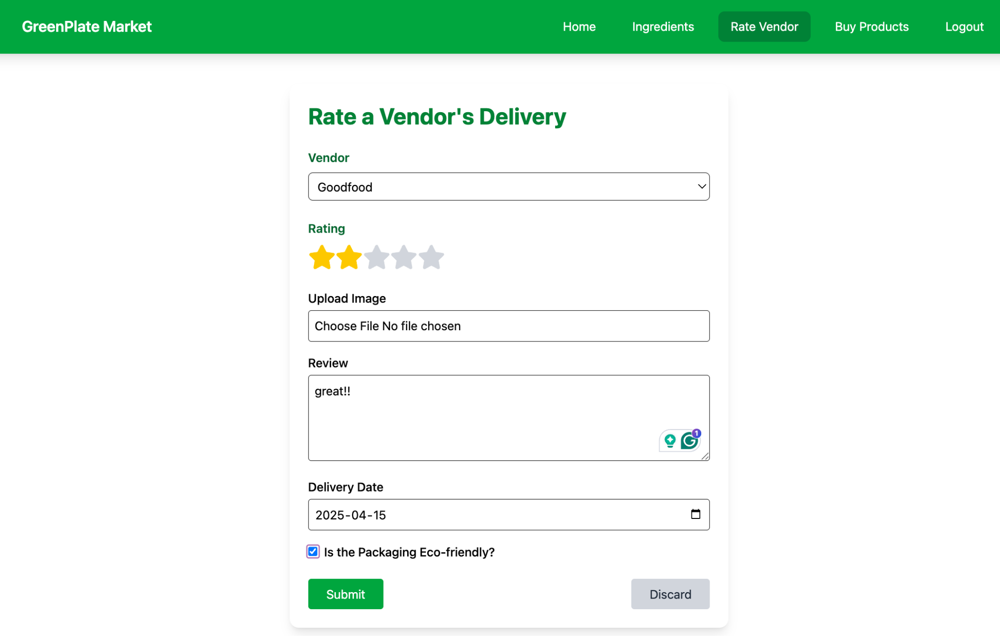 GreenPlate Market
Home Ingredients Rate Vendor Buy Products Logout
Rate a Vendor's Delivery
Vendor
Goodfood
Rating
Upload Image
Choose File No file chosen
Review
great!!
1
Delivery Date
2025-04-15
Is the Packaging Eco-friendly?
Submit Discard